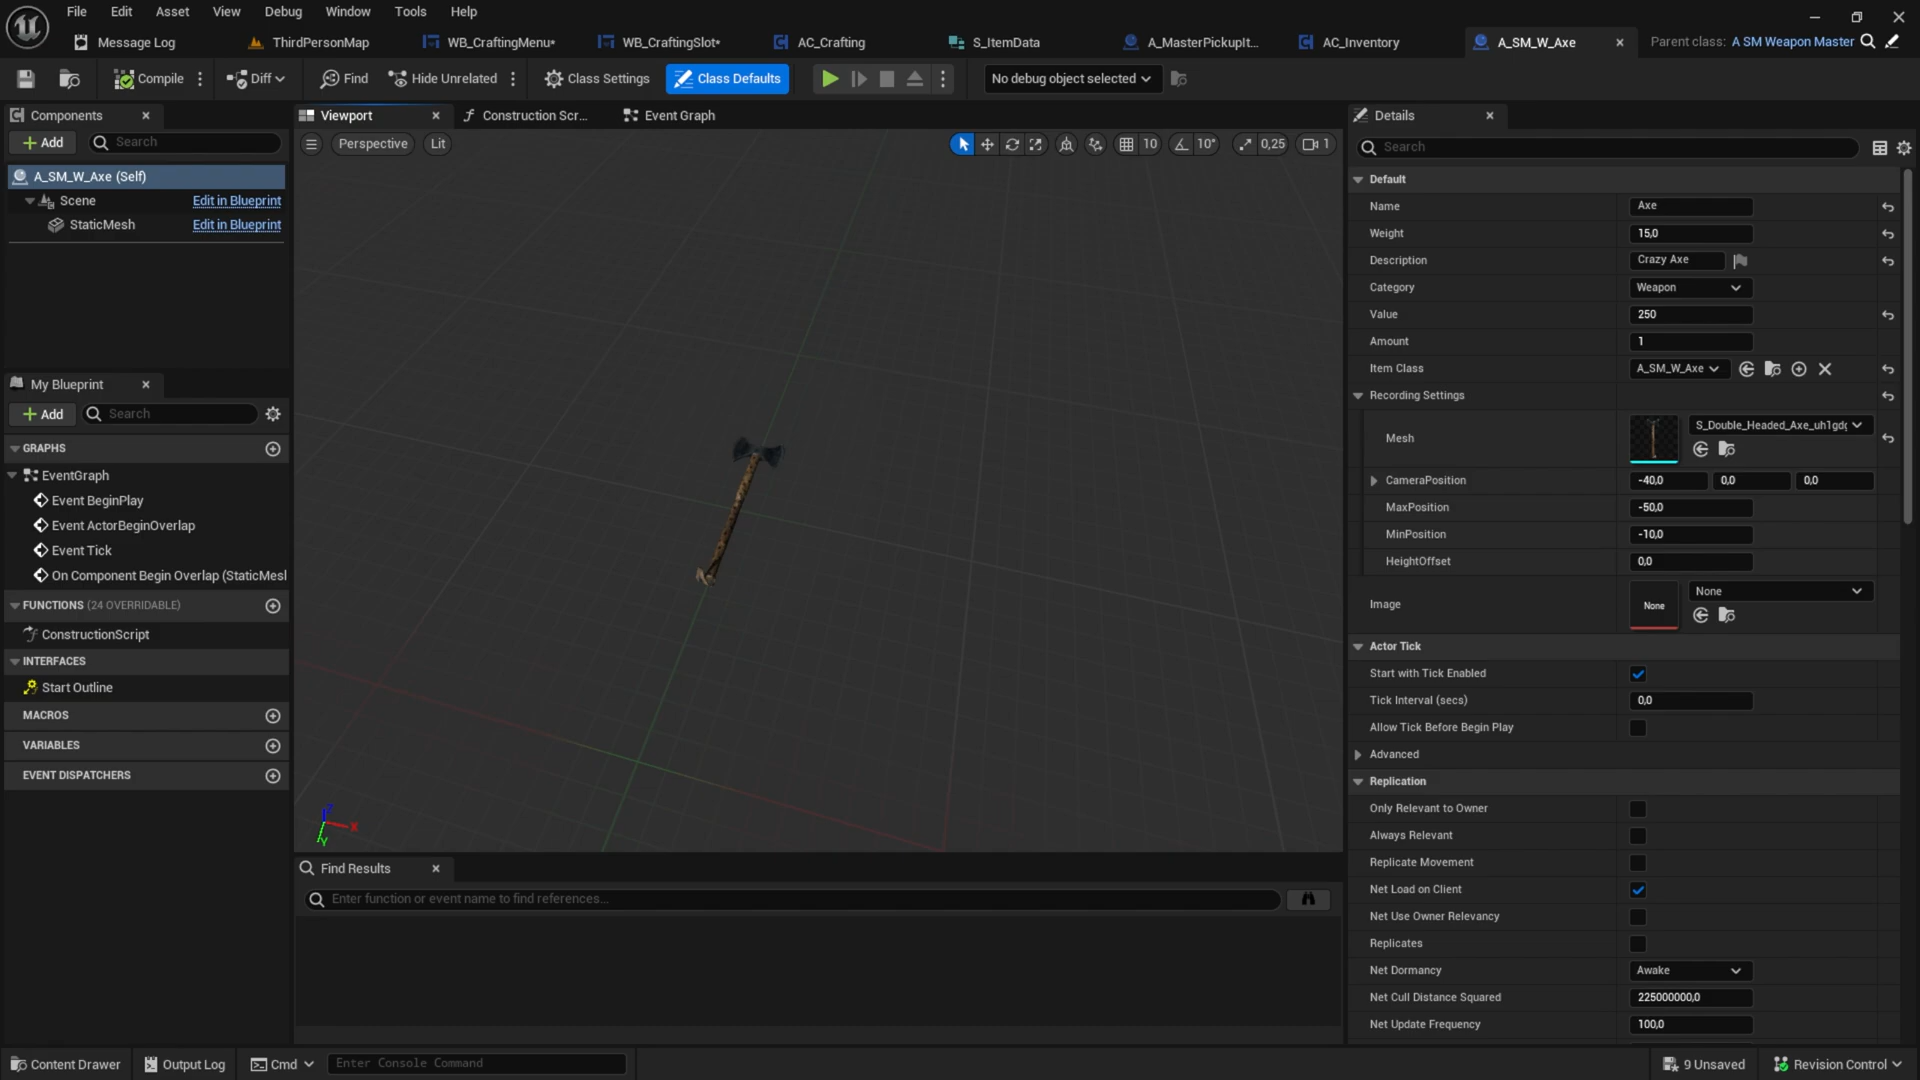 File Edit Asset View Debug Window Tools Help
Message Log ThirdPersonMap WB_CraftingMenu* WB_CraftingSlot* AC_Crafting S_ItemData A_MasterPickupIt... AC_Inventory A_SM_W_Axe Parent class: A SM Weapon Master
Compile Diff Find Hide Unrelated Class Settings Class Defaults No debug object selected
Components
Add Search
A_SM_W_Axe (Self)
Scene Edit in Blueprint
StaticMesh Edit in Blueprint
My Blueprint
Add Search
GRAPHS
EventGraph
Event BeginPlay
Event ActorBeginOverlap
Event Tick
On Component Begin Overlap (StaticMesl
FUNCTIONS (24 OVERRIDABLE)
ConstructionScript
INTERFACES
Start Outline
MACROS
VARIABLES
EVENT DISPATCHERS
Viewport Construction Scr... Event Graph
Perspective Lit 10 10° 0,25 1
Z X Y
Find Results
Enter function or event name to find references...
Details
Search
Default
Name Axe
Weight 15,0
Description Crazy Axe
Category Weapon
Value 250
Amount 1
Item Class A_SM_W_Axe
Recording Settings
Mesh S_Double_Headed_Axe_uh1gdg
CameraPosition -40,0 0,0 0,0
MaxPosition -50,0
MinPosition -10,0
HeightOffset 0,0
Image None None
Actor Tick
Start with Tick Enabled
Tick Interval (secs) 0,0
Allow Tick Before Begin Play
Advanced
Replication
Only Relevant to Owner
Always Relevant
Replicate Movement
Net Load on Client
Net Use Owner Relevancy
Replicates
Net Dormancy Awake
Net Cull Distance Squared 225000000,0
Net Update Frequency 100,0
Content Drawer Output Log Cmd Enter Console Command 9 Unsaved Revision Control